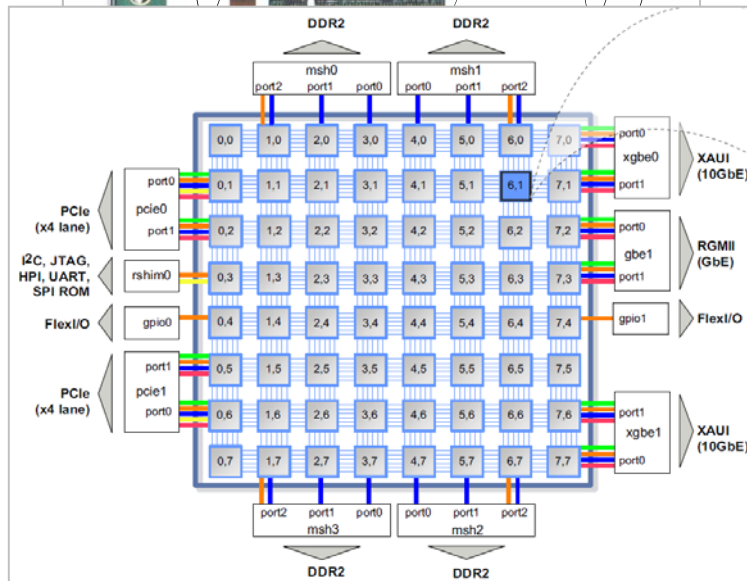 DDR2 DDR2
msh0 msh1
port2 port1 port0 port0 port1 port2
0,0 1,0 2,0 3,0 4,0 5,0 6,0 7,0 port0
xgbe0
XAUI
(10GbE)
port0 0,1 1,1 2,1 3,1 4,1 5,1 6,1 7,1 port1
PCIe
(x4 lane)
pcie0
port1 0,2 1,2 2,2 3,2 4,2 5,2 6,2 7,2 port0
gbe1
RGMII
(GbE)
I2C, JTAG,
HPI, UART,
SPI ROM
rshim0 0,3 1,3 2,3 3,3 4,3 5,3 6,3 7,3 port1
FlexI/O gpio0 0,4 1,4 2,4 3,4 4,4 5,4 6,4 7,4 gpio1 FlexI/O
port1 0,5 1,5 2,5 3,5 4,5 5,5 6,5 7,5
PCIe
(x4 lane)
pcie1
port0 0,6 1,6 2,6 3,6 4,6 5,6 6,6 7,6 port1
xgbe1
XAUI
(10GbE)
0,7 1,7 2,7 3,7 4,7 5,7 6,7 7,7 port0
port2 port1 port0 port0 port1 port2
msh3 msh2
DDR2 DDR2